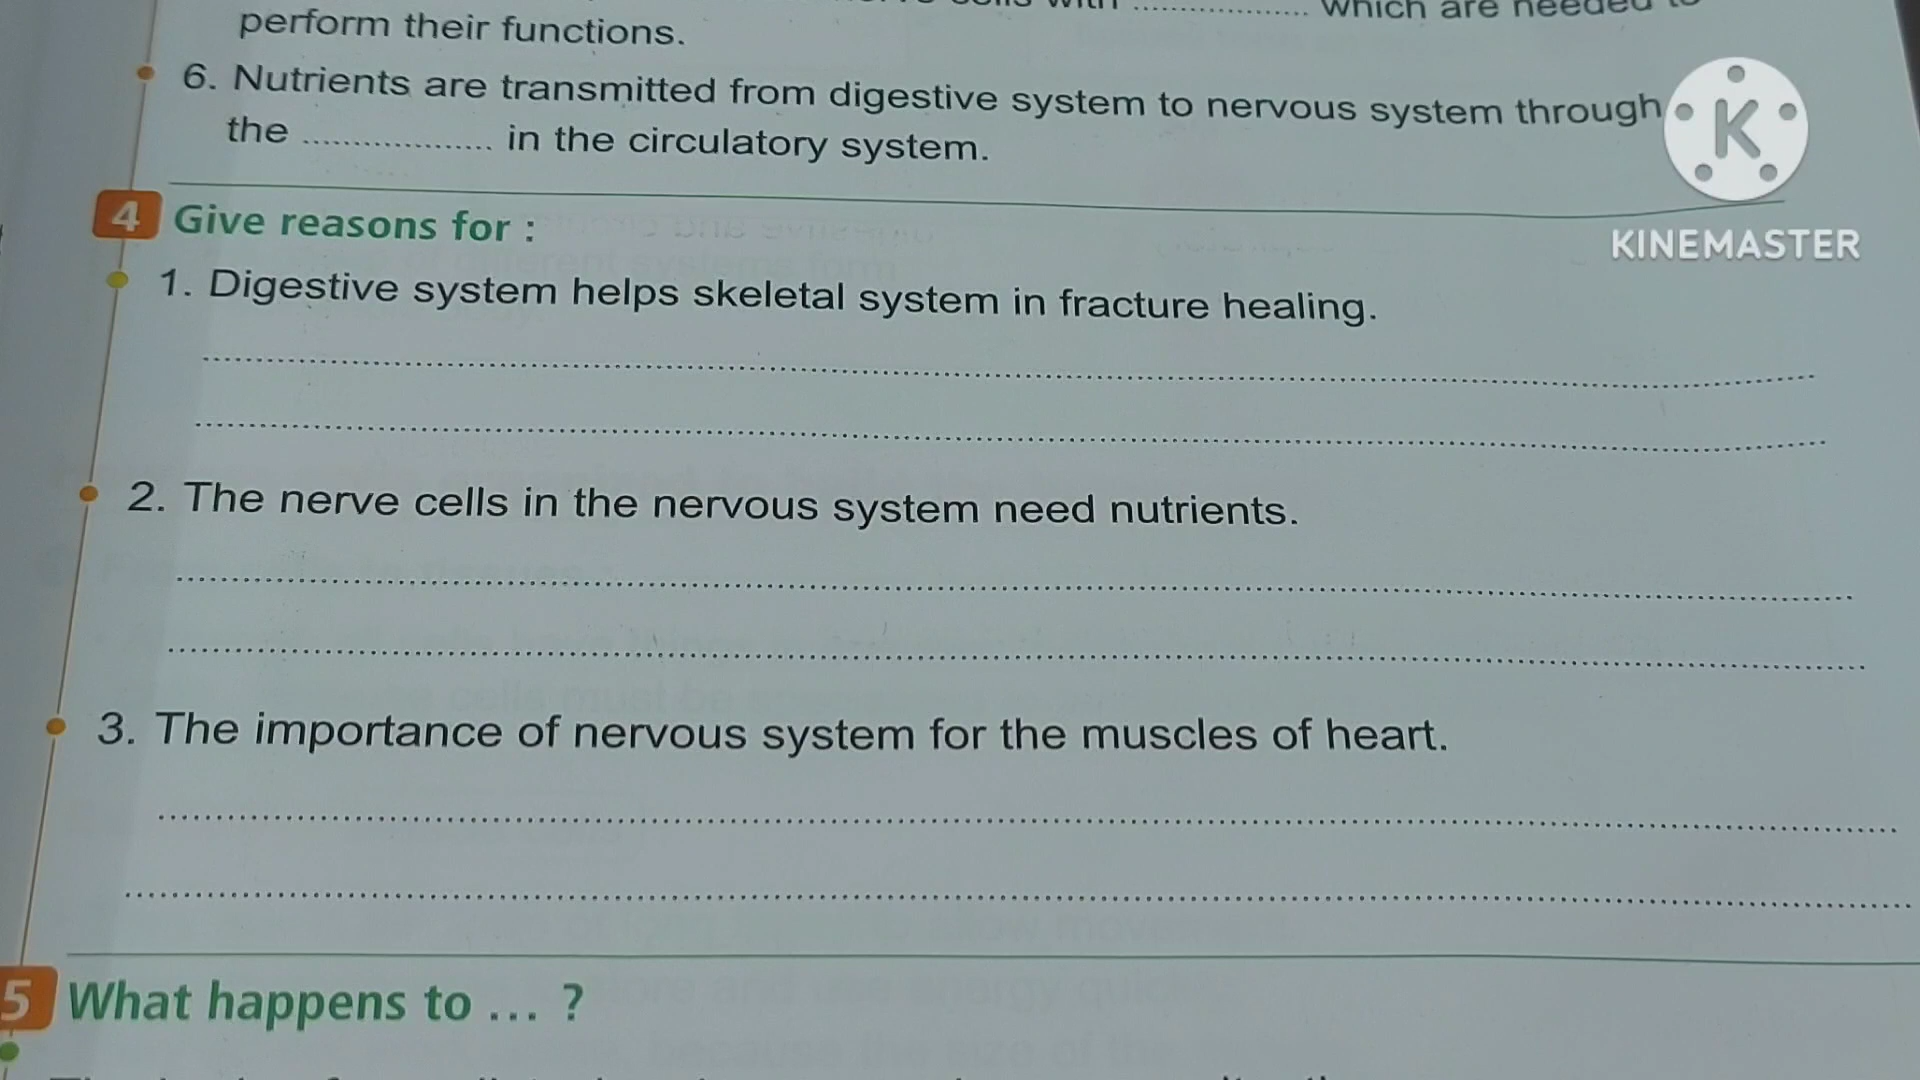 which are needed
perform their functions.
6. Nutrients are transmitted from digestive system to nervous system through
the .................. in the circulatory system.
K
KINEMASTER
4 Give reasons for :
1. Digestive system helps skeletal system in fracture healing.
2. The nerve cells in the nervous system need nutrients.
3. The importance of nervous system for the muscles of heart.
5 What happens to ... ?